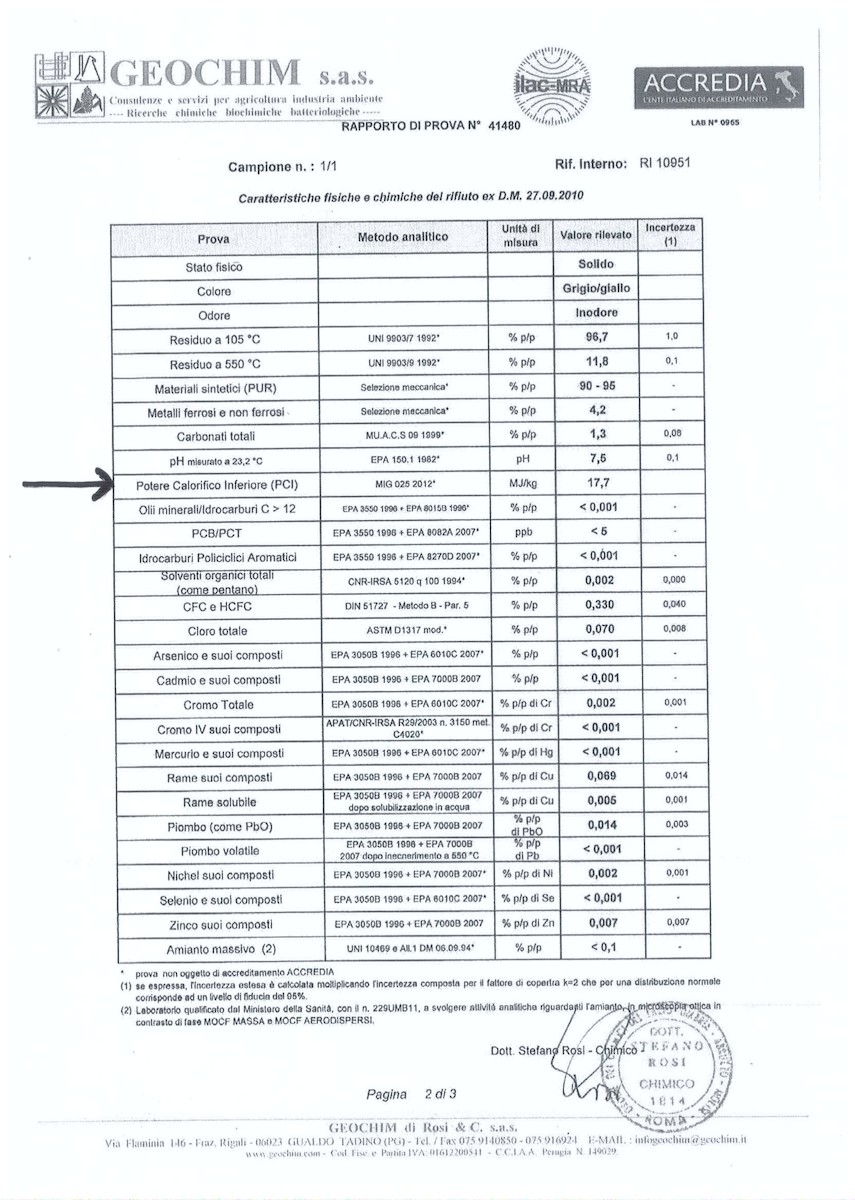 GEOCHIM s.a.s.
Consulenze e servizi per agricoltura industria ambiente
---- Ricerche chimiche biochimiche batteriologiche -----
ilac-MRA
ACCREDIA
L'ENTE ITALIANO DI ACCREDITAMENTO
LAB N° 0965
RAPPORTO DI PROVA N° 41480
Campione n. : 1/1 Rif. Interno: RI 10951
Caratteristiche fisiche e chimiche del rifiuto ex D.M. 27.09.2010
Prova Metodo analitico Unità di misura Valore rilevato Incertezza (1)
Stato fisico Solido
Colore Grigio/giallo
Odore Inodore
Residuo a 105 °C UNI 9903/7 1992* % p/p 96,7 1,0
Residuo a 550 °C UNI 9903/9 1992* % p/p 11,8 0,1
Materiali sintetici (PUR) Selezione meccanica* % p/p 90 - 95 -
Metalli ferrosi e non ferrosi Selezione meccanica* % p/p 4,2 -
Carbonati totali MU.A.C.S 09 1999* % p/p 1,3 0,08
pH misurato a 23,2 °C EPA 150.1 1982* pH 7,5 0,1
Potere Calorifico Inferiore (PCI) MIG 025 2012* MJ/kg 17,7
Olii minerali/Idrocarburi C > 12 EPA 3550 1996 + EPA 8015B 1996* % p/p < 0,001 -
PCB/PCT EPA 3550 1996 + EPA 8082A 2007* ppb < 5 -
Idrocarburi Policiclici Aromatici EPA 3550 1996 + EPA 8270D 2007* % p/p < 0,001 -
Solventi organici totali (come pentano) CNR-IRSA 5120 q 100 1994* % p/p 0,002 0,000
CFC e HCFC DIN 51727 - Metodo B - Par. 5 % p/p 0,330 0,040
Cloro totale ASTM D1317 mod.* % p/p 0,070 0,008
Arsenico e suoi composti EPA 3050B 1996 + EPA 6010C 2007* % p/p < 0,001 -
Cadmio e suoi composti EPA 3050B 1996 + EPA 7000B 2007 % p/p < 0,001 -
Cromo Totale EPA 3050B 1996 + EPA 6010C 2007* % p/p di Cr 0,002 0,001
Cromo IV suoi composti APAT/CNR-IRSA R29/2003 n. 3150 met. C4020* % p/p di Cr < 0,001 -
Mercurio e suoi composti EPA 3050B 1996 + EPA 6010C 2007* % p/p di Hg < 0,001 -
Rame suoi composti EPA 3050B 1996 + EPA 7000B 2007 % p/p di Cu 0,069 0,014
Rame solubile EPA 3050B 1996 + EPA 7000B 2007 dopo solubilizzazione in acqua % p/p di Cu 0,005 0,001
Piombo (come PbO) EPA 3050B 1996 + EPA 7000B 2007 % p/p di PbO 0,014 0,003
Piombo volatile EPA 3050B 1996 + EPA 7000B 2007 dopo inecnerimento a 550 °C % p/p di Pb < 0,001 -
Nichel suoi composti EPA 3050B 1996 + EPA 7000B 2007* % p/p di Ni 0,002 0,001
Selenio e suoi composti EPA 3050B 1996 + EPA 6010C 2007* % p/p di Se < 0,001 -
Zinco suoi composti EPA 3050B 1996 + EPA 7000B 2007 % p/p di Zn 0,007 0,007
Amianto massivo (2) UNI 10469 e All.1 DM 06.09.94* % p/p < 0,1 -
* prova non oggetto di accreditamento ACCREDIA
(1) se espressa, l'incertezza estesa è calcolata moltiplicando l'incertezza composta per il fattore di copertra k=2 che per una distribuzione normale
corrisponde ad un livello di fiducia del 95%.
(2) Laboratorio qualificato dal Ministero della Sanità, con il n. 229UMB11, a svolgere attività analitiche riguardanti l'amianto, in microscopia ottica in
contrasto di fase MOCF MASSA e MOCF AERODISPERSI.
Dott. Stefano Rosi - Chimico
DOTT.
STEFANO
ROSI
CHIMICO
1814
ROMA
Pagina 2 di 3
GEOCHIM di Rosi & C. s.a.s.
Via Flaminia 146 - Fraz. Rigali - 06023 GUALDO TADINO (PG) - Tel. / Fax 075 9140850 - 075 916924 E-MAIL : infogeochim@geochim.it
www.geochim.com - Cod. Fisc. e Partita IVA: 01612200541 - C.C.I.A.A. Perugia N. 149029.